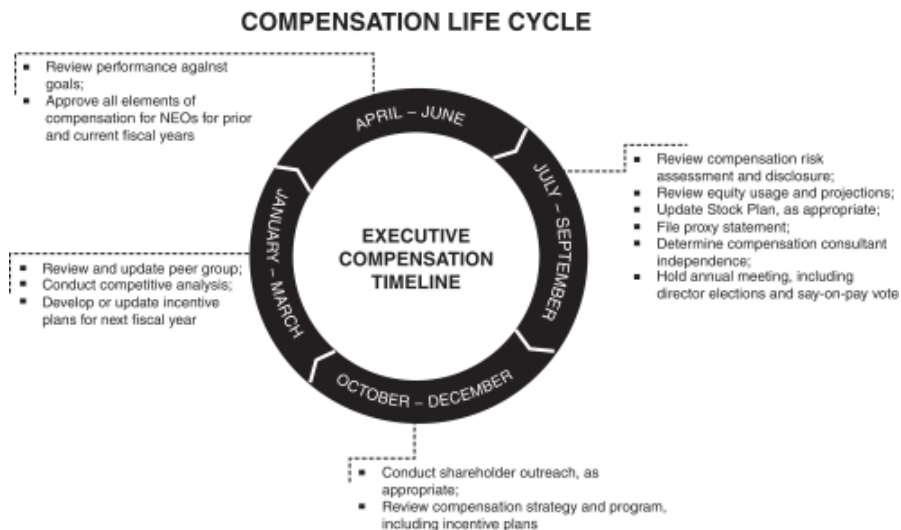 COMPENSATION LIFE CYCLE
▪ Review performance against
goals;
▪ Approve all elements of
compensation for NEOs for prior
and current fiscal years
APRIL – JUNE
JULY – SEPTEMBER
▪ Review compensation risk
assessment and disclosure;
▪ Review equity usage and projections;
▪ Update Stock Plan, as appropriate;
▪ File proxy statement;
▪ Determine compensation consultant
independence;
▪ Hold annual meeting, including
director elections and say-on-pay vote
EXECUTIVE
COMPENSATION
TIMELINE
JANUARY – MARCH
▪ Review and update peer group;
▪ Conduct competitive analysis;
▪ Develop or update incentive
plans for next fiscal year
OCTOBER – DECEMBER
▪ Conduct shareholder outreach, as
appropriate;
▪ Review compensation strategy and program,
including incentive plans